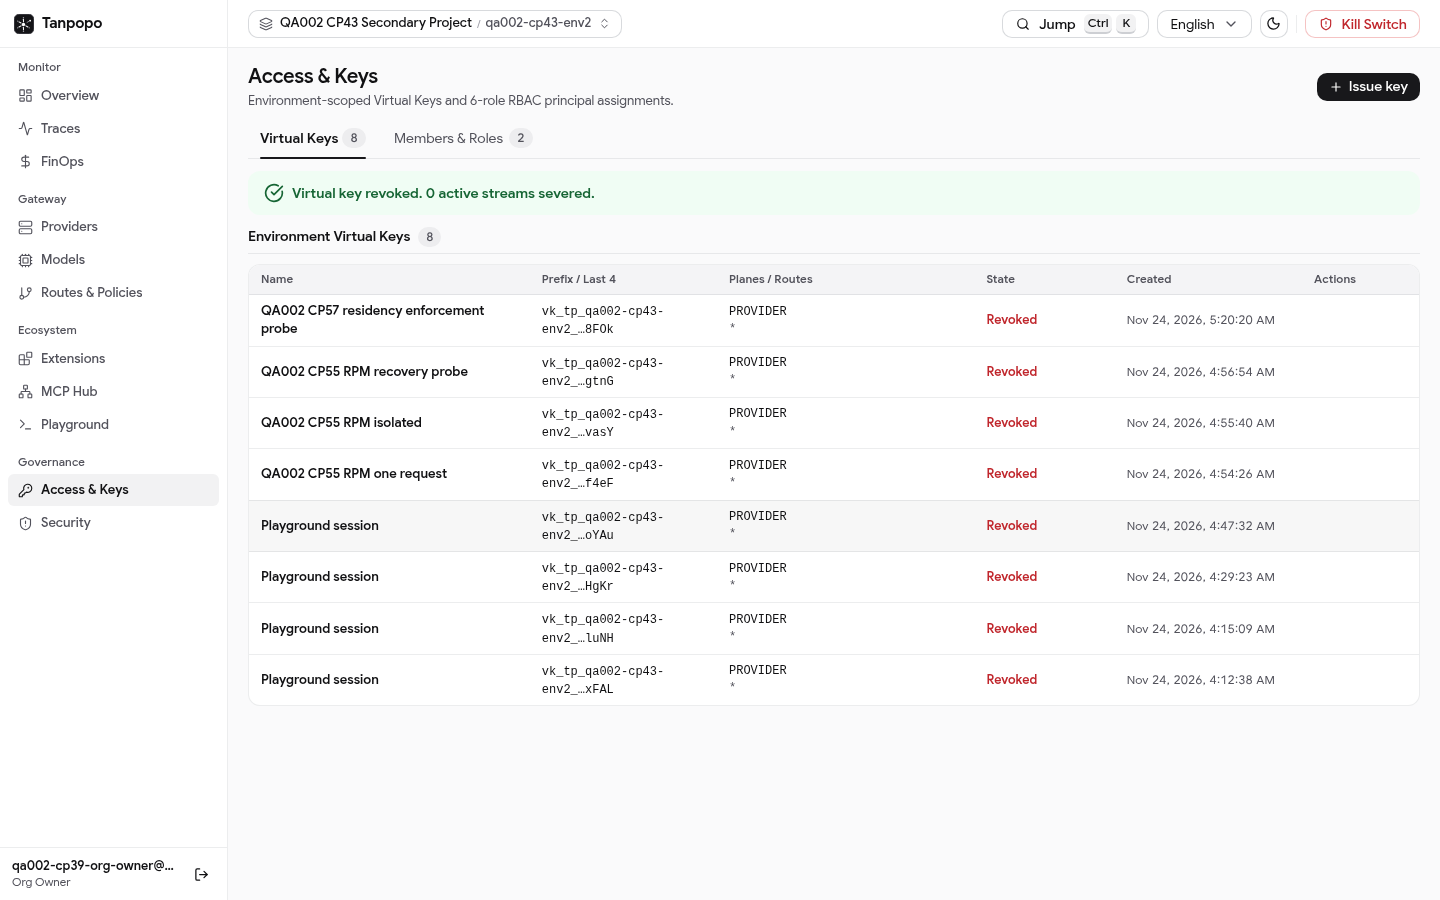 Tanpopo
QA002 CP43 Secondary Project / qa002-cp43-env2
Jump Ctrl K
English
Kill Switch
Monitor
Overview
Traces
FinOps
Gateway
Providers
Models
Routes & Policies
Ecosystem
Extensions
MCP Hub
Playground
Governance
Access & Keys
Security
qa002-cp39-org-owner@...
Org Owner
Access & Keys
Environment-scoped Virtual Keys and 6-role RBAC principal assignments.
Issue key
Virtual Keys 8 Members & Roles 2
Virtual key revoked. 0 active streams severed.
Environment Virtual Keys 8
Name Prefix / Last 4 Planes / Routes State Created Actions
QA002 CP57 residency enforcement probe
vk_tp_qa002-cp43-
env2_…8FOk
PROVIDER
*
Revoked
Nov 24, 2026, 5:20:20 AM
QA002 CP55 RPM recovery probe
vk_tp_qa002-cp43-
env2_…gtnG
PROVIDER
*
Revoked
Nov 24, 2026, 4:56:54 AM
QA002 CP55 RPM isolated
vk_tp_qa002-cp43-
env2_…vasY
PROVIDER
*
Revoked
Nov 24, 2026, 4:55:40 AM
QA002 CP55 RPM one request
vk_tp_qa002-cp43-
env2_…f4eF
PROVIDER
*
Revoked
Nov 24, 2026, 4:54:26 AM
Playground session
vk_tp_qa002-cp43-
env2_…oYAu
PROVIDER
*
Revoked
Nov 24, 2026, 4:47:32 AM
Playground session
vk_tp_qa002-cp43-
env2_…HgKr
PROVIDER
*
Revoked
Nov 24, 2026, 4:29:23 AM
Playground session
vk_tp_qa002-cp43-
env2_…luNH
PROVIDER
*
Revoked
Nov 24, 2026, 4:15:09 AM
Playground session
vk_tp_qa002-cp43-
env2_…xFAL
PROVIDER
*
Revoked
Nov 24, 2026, 4:12:38 AM